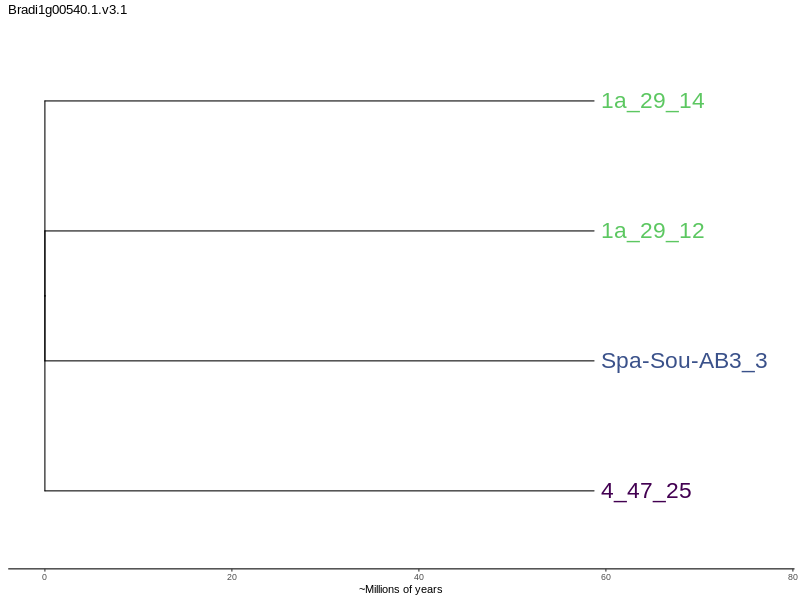 Bradi1g00540.1.v3.1
1a_29_14
1a_29_12
Spa-Sou-AB3_3
4_47_25
0 20 40 60 80
~Millions of years